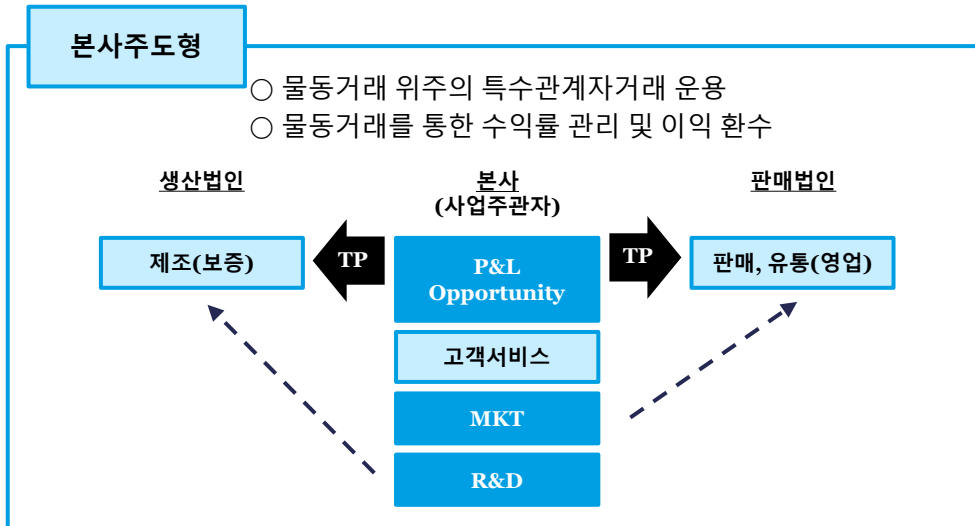 본사주도형
○ 물동거래 위주의 특수관계자거래 운용
○ 물동거래를 통한 수익률 관리 및 이익 환수
생산법인
본사
(사업주관자)
판매법인
제조(보증)
TP
P&L
Opportunity
TP
판매, 유통(영업)
고객서비스
MKT
R&D